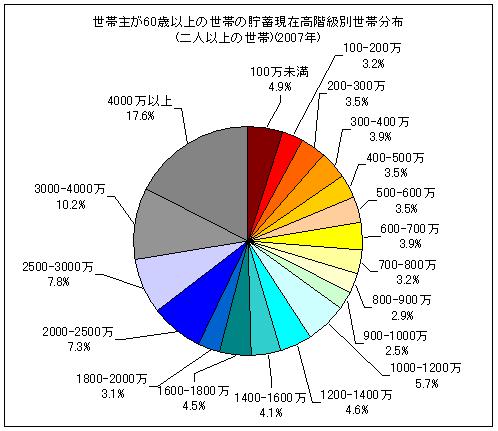 世帯主が60歳以上の世帯の貯蓄現在高階級別世帯分布
(二人以上の世帯)(2007年)
100万未満
4.9%
100-200万
3.2%
200-300万
3.5%
300-400万
3.9%
400-500万
3.5%
500-600万
3.5%
600-700万
3.9%
700-800万
3.2%
800-900万
2.9%
900-1000万
2.5%
1000-1200万
5.7%
1200-1400万
4.6%
1400-1600万
4.1%
1600-1800万
4.5%
1800-2000万
3.1%
2000-2500万
7.3%
2500-3000万
7.8%
3000-4000万
10.2%
4000万以上
17.6%